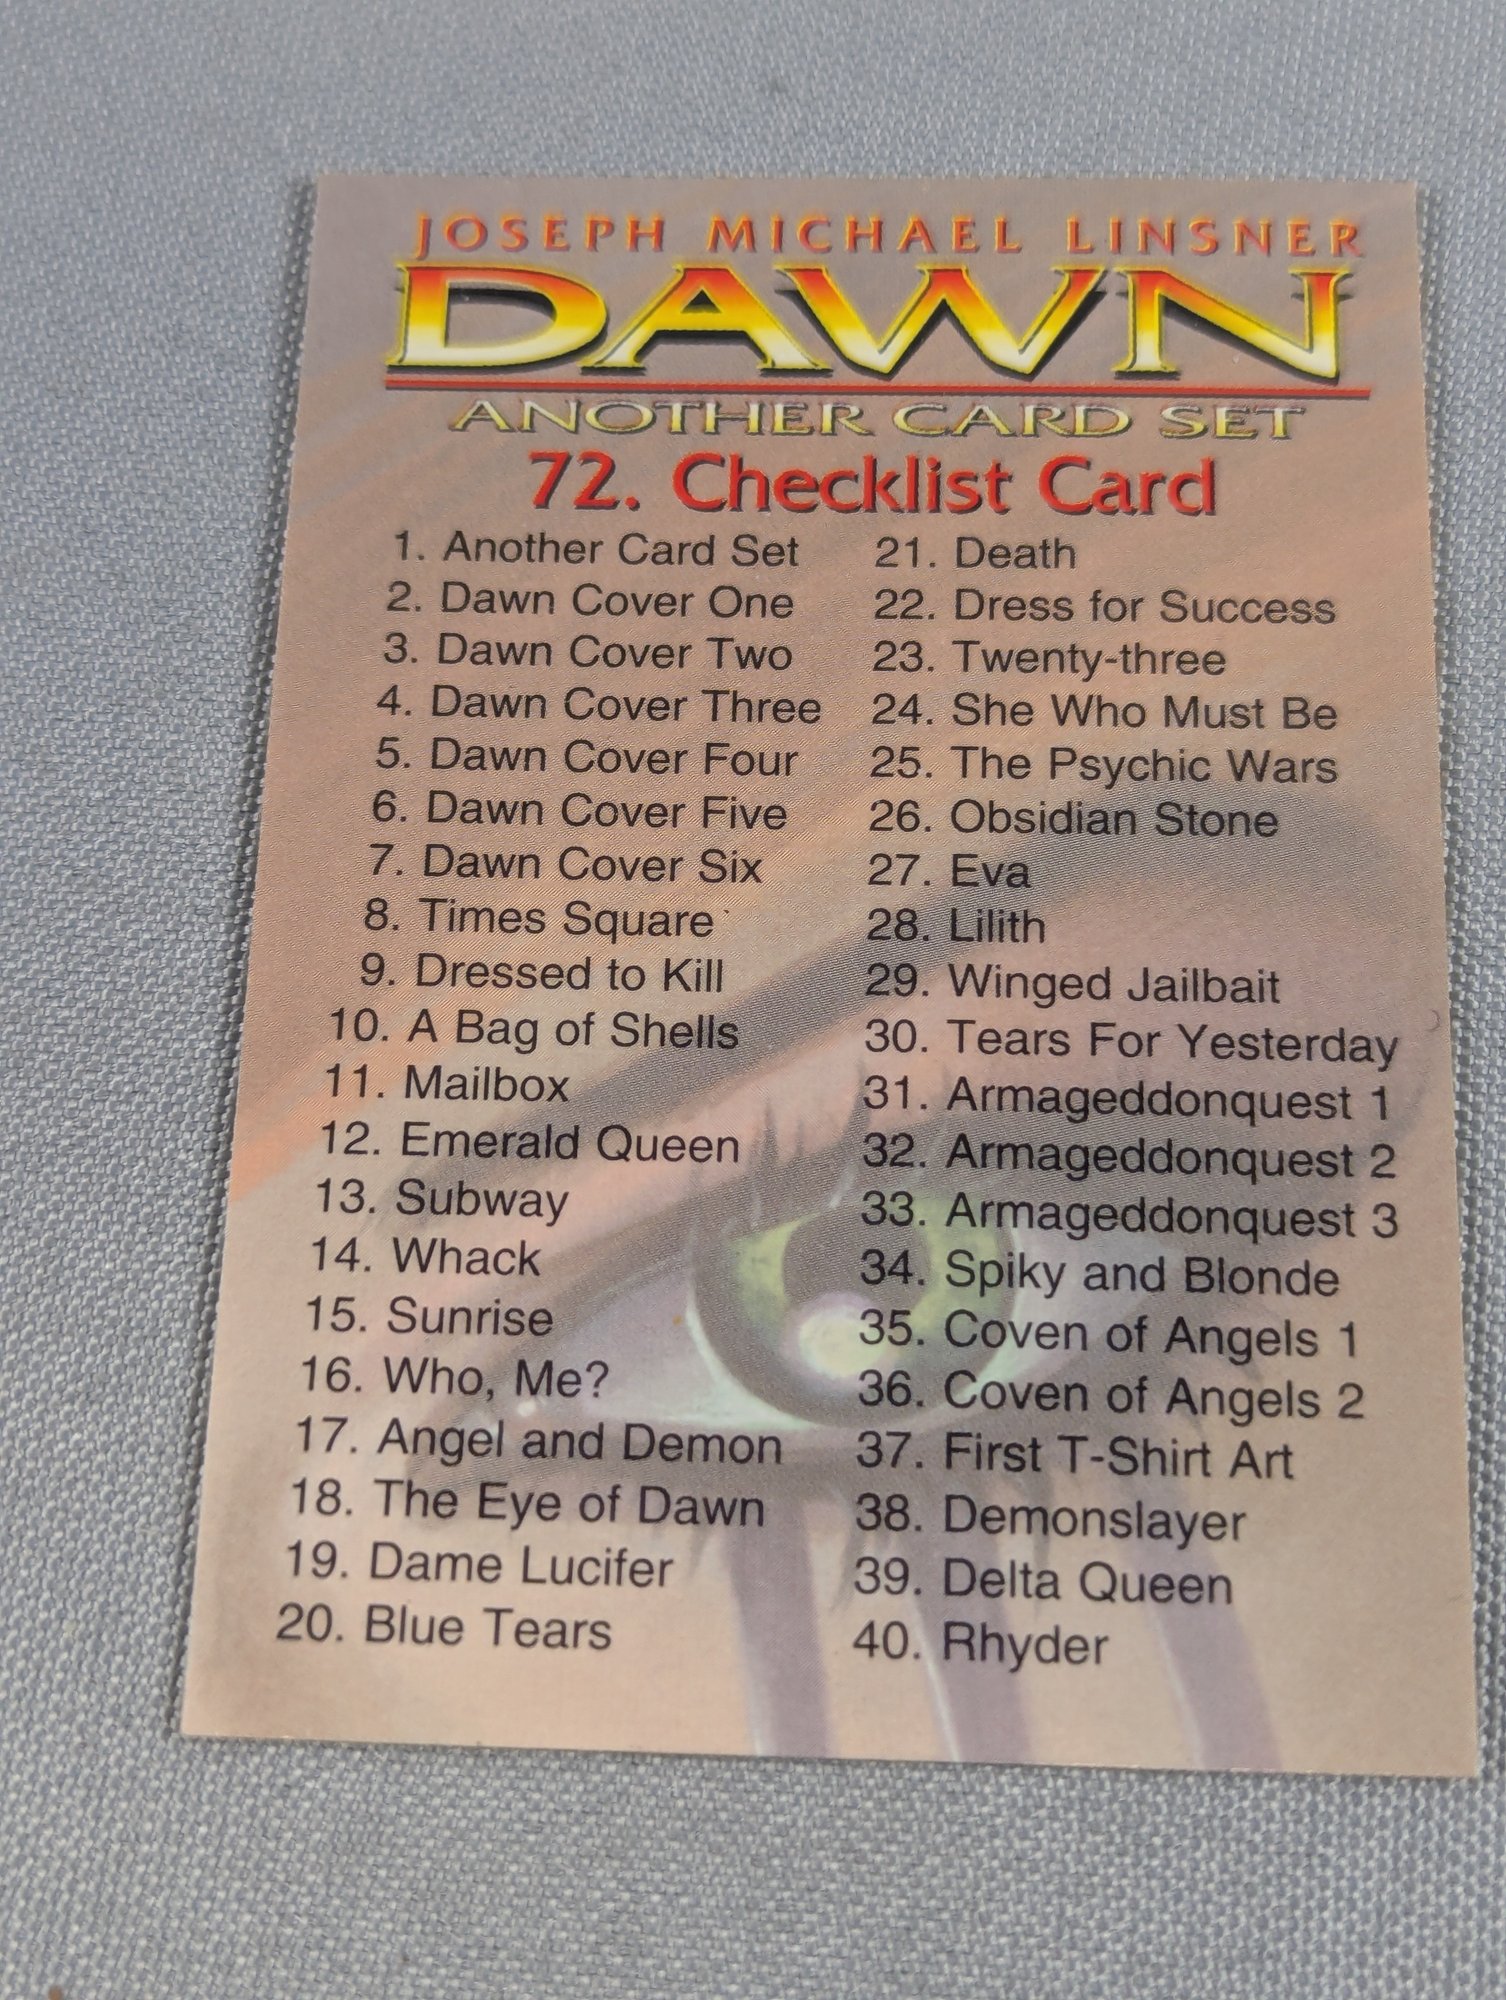 JOSEPH MICHAEL LINSNER
DAWN
ANOTHER CARD SET
72. Checklist Card
1. Another Card Set
2. Dawn Cover One
3. Dawn Cover Two
4. Dawn Cover Three
5. Dawn Cover Four
6. Dawn Cover Five
7. Dawn Cover Six
8. Times Square
9. Dressed to Kill
10. A Bag of Shells
11. Mailbox
12. Emerald Queen
13. Subway
14. Whack
15. Sunrise
16. Who, Me?
17. Angel and Demon
18. The Eye of Dawn
19. Dame Lucifer
20. Blue Tears
21. Death
22. Dress for Success
23. Twenty-three
24. She Who Must Be
25. The Psychic Wars
26. Obsidian Stone
27. Eva
28. Lilith
29. Winged Jailbait
30. Tears For Yesterday
31. Armageddonquest 1
32. Armageddonquest 2
33. Armageddonquest 3
34. Spiky and Blonde
35. Coven of Angels 1
36. Coven of Angels 2
37. First T-Shirt Art
38. Demonslayer
39. Delta Queen
40. Rhyder